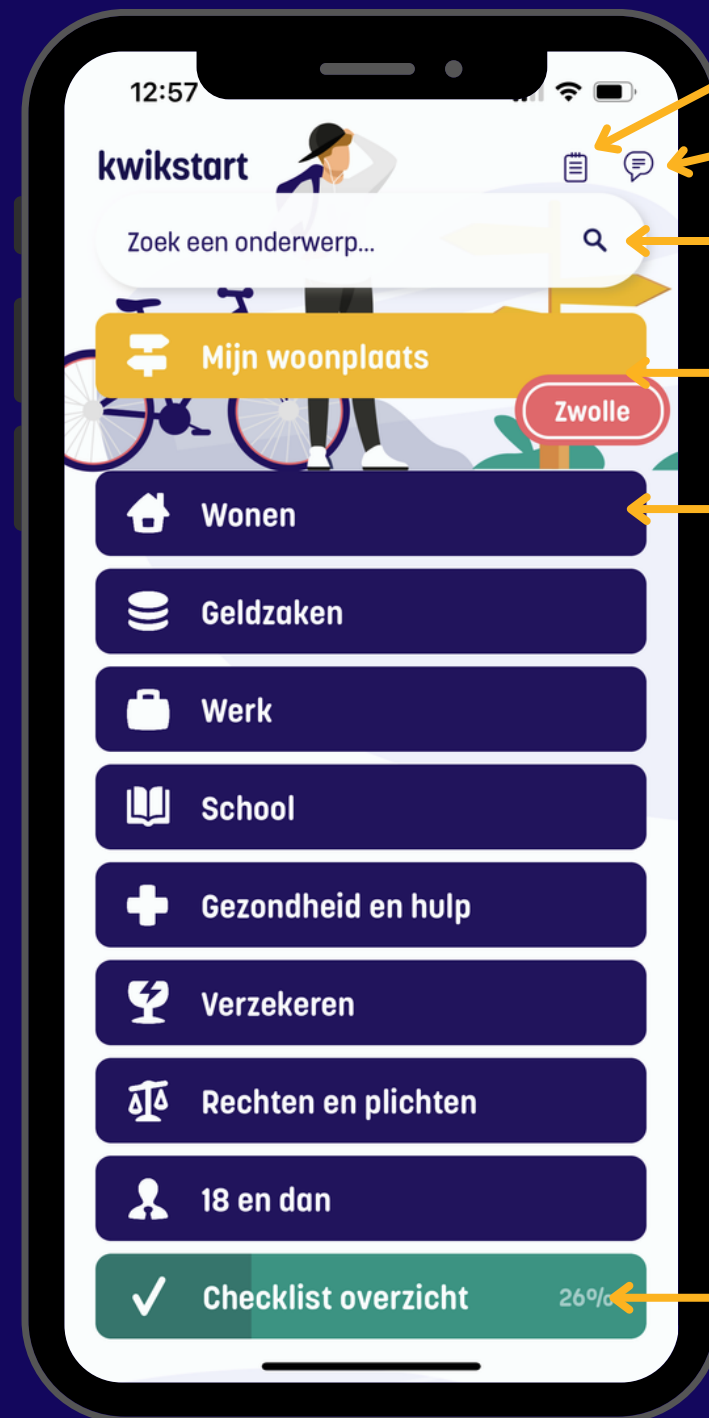 12:57
kwikstart
Zoek een onderwerp...
Mijn woonplaats
Zwolle
Wonen
Geldzaken
Werk
School
Gezondheid en hulp
Verzekeren
Rechten en plichten
18 en dan
Checklist overzicht
26%